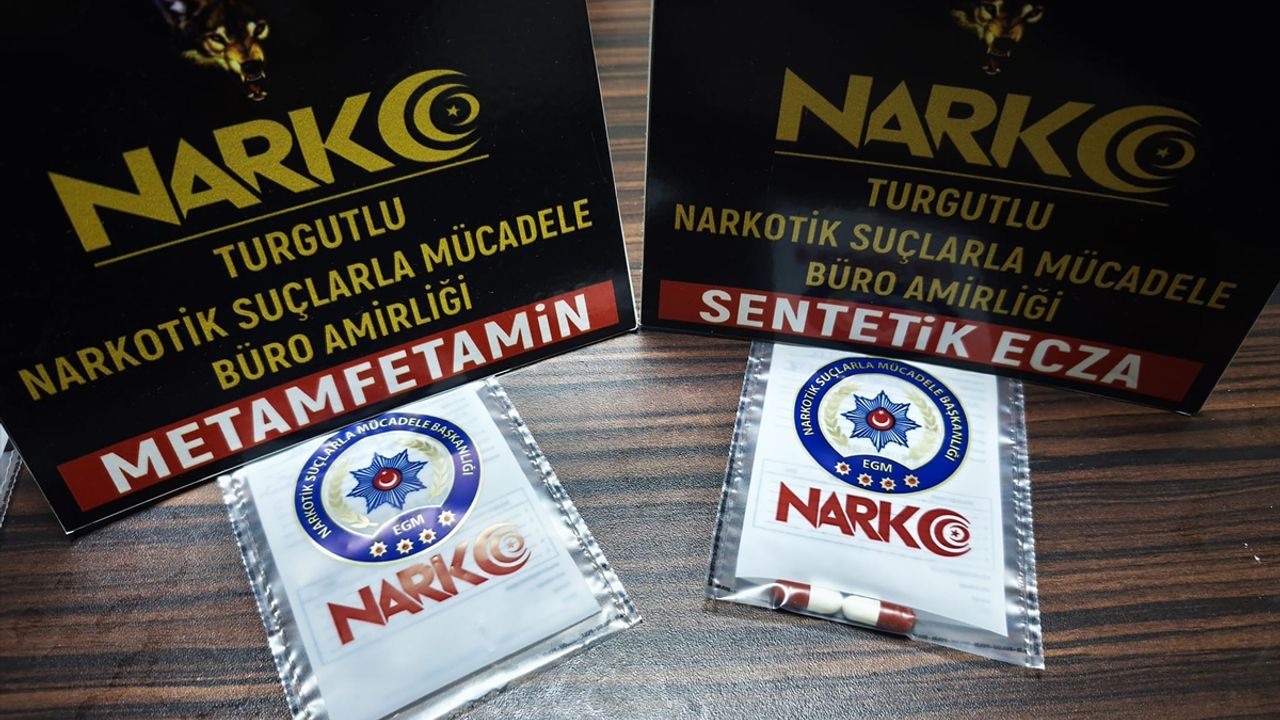 NARKO
TURGUTLU
NARKOTİK SUÇLARLA MÜCADELE
BÜRO AMİRLİĞİ
METAMFETAMİN
NARKO
TURGUTLU
NARKOTİK SUÇLARLA MÜCADELE
BÜRO AMİRLİĞİ
SENTETİK ECZA
NARKOTİK SUÇLARLA MÜCADELE BAŞKANLIĞI
EGM
NARKO
NARKOTİK SUÇLARLA MÜCADELE BAŞKANLIĞI
EGM
NARKO